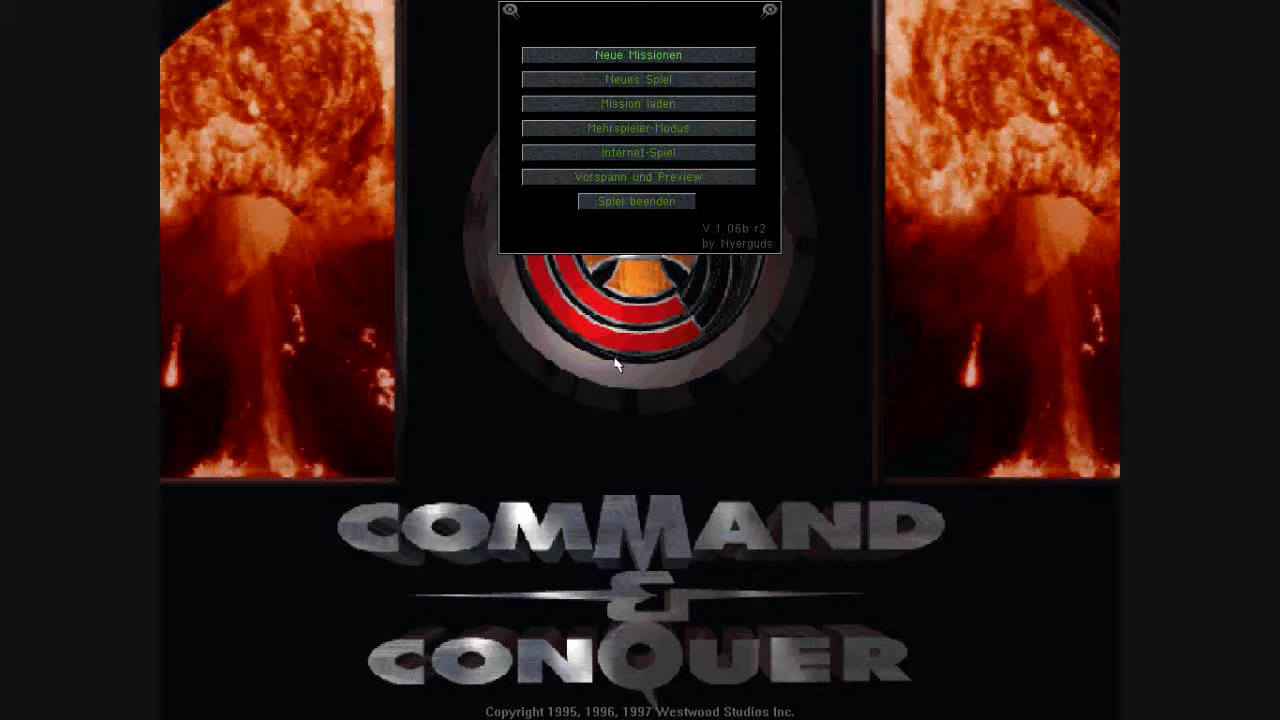 Neue Missionen
Neues Spiel
Mission laden
Mehrspieler-Modus
Internet-Spiel
Vorspann und Preview
Spiel beenden
V.1 06b r2
by Nyerguds
COMMAND
&
CONQUER
Copyright 1995, 1996, 1997 Westwood Studios Inc.